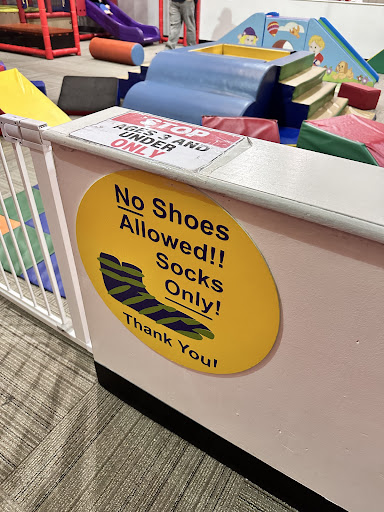 STOP
AGES 3 AND
UNDER
ONLY
No Shoes
Allowed!!
Socks
Only!
Thank You!